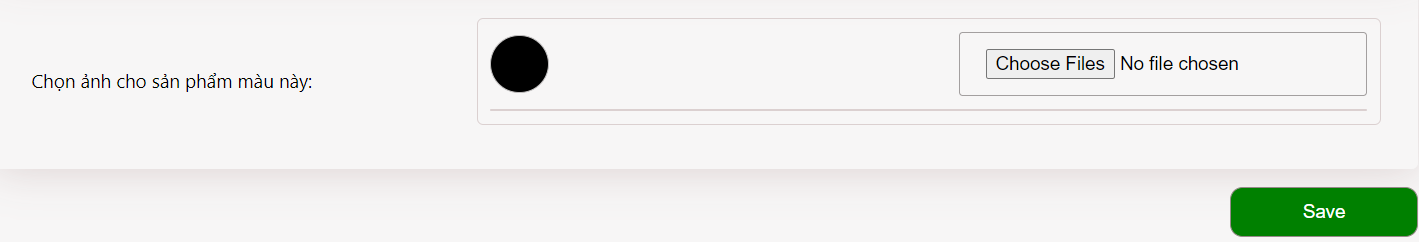 Chọn ảnh cho sản phẩm màu này:
Choose Files No file chosen
Save